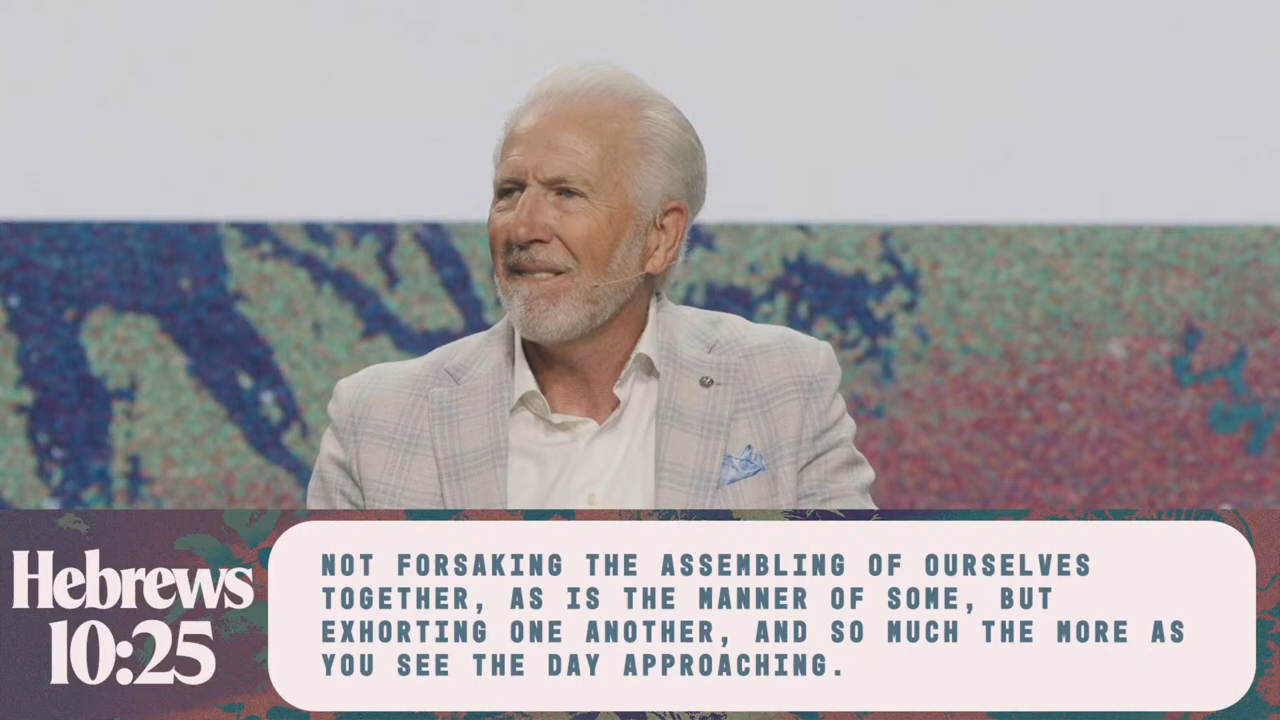 Hebrews
10:25
NOT FORSAKING THE ASSEMBLING OF OURSELVES
TOGETHER, AS IS THE MANNER OF SOME, BUT
EXHORTING ONE ANOTHER, AND SO MUCH THE MORE AS
YOU SEE THE DAY APPROACHING.